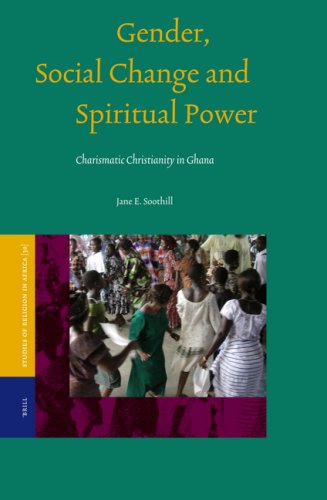 Gender,
Social Change and
Spiritual Power
Charismatic Christianity in Ghana
Jane E. Soothill
STUDIES OF RELIGION IN AFRICA [30]
BRILL